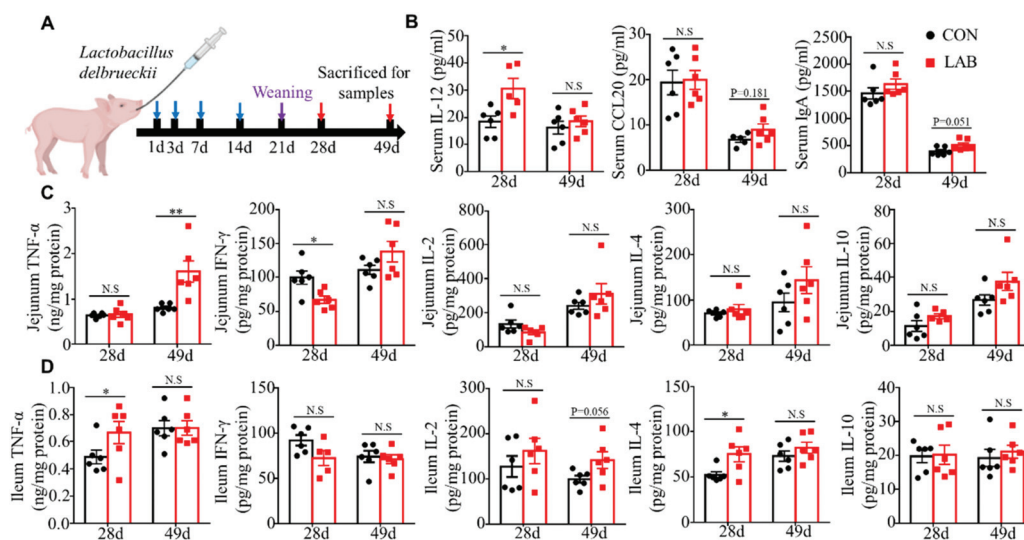 A
Lactobacillus
delbrueckii
Weaning
Sacrificed for
samples
1d 3d 7d 14d 21d 28d 49d
B
Serum IL-12 (pg/ml)
50
40
30
20
10
0
*
N.S
28d 49d
Serum CCL20 (pg/ml)
40
30
20
10
0
N.S
P=0.181
28d 49d
Serum IgA (pg/ml)
2500
2000
1500
1000
500
0
N.S
P=0.051
28d 49d
CON
LAB
C
Jejunum TNF-α
(ng/mg protein)
3
2
1
0
N.S
**
28d 49d
Jejunum IFN-γ
(pg/mg protein)
200
150
100
50
0
*
N.S
28d 49d
Jejunum IL-2
(pg/mg protein)
800
600
400
200
0
N.S
N.S
28d 49d
Jejunum IL-4
(pg/mg protein)
300
200
100
0
N.S
N.S
28d 49d
Jejunum IL-10
(pg/mg protein)
80
60
40
20
0
N.S
N.S
28d 49d
D
Ileum TNF-α
(ng/mg protein)
1.0
0.8
0.6
0.4
0.2
0.0
*
N.S
28d 49d
Ileum IFN-γ
(pg/mg protein)
150
100
50
0
N.S
N.S
28d 49d
Ileum IL-2
(pg/mg protein)
N.S
P=0.056
28d 49d
Ileum IL-4
(pg/mg protein)
150
100
50
0
*
N.S
28d 49d
Ileum IL-10
(pg/mg protein)
40
30
20
10
0
N.S
N.S
28d 49d